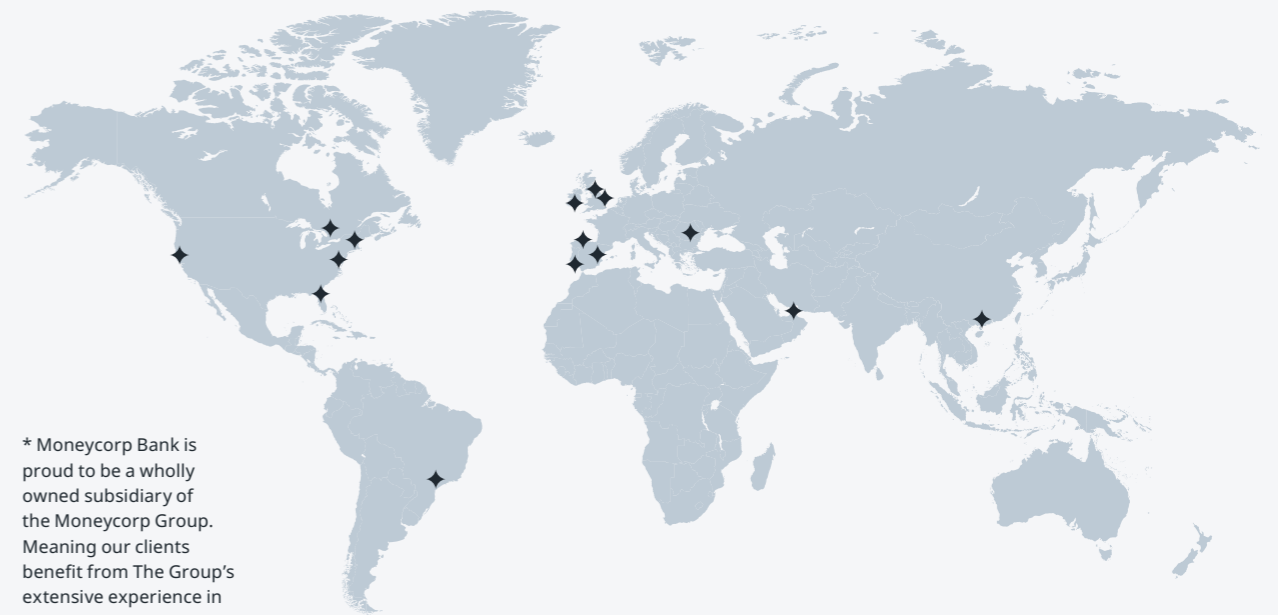 * Moneycorp Bank is
proud to be a wholly
owned subsidiary of
the Moneycorp Group.
Meaning our clients
benefit from The Group’s
extensive experience in